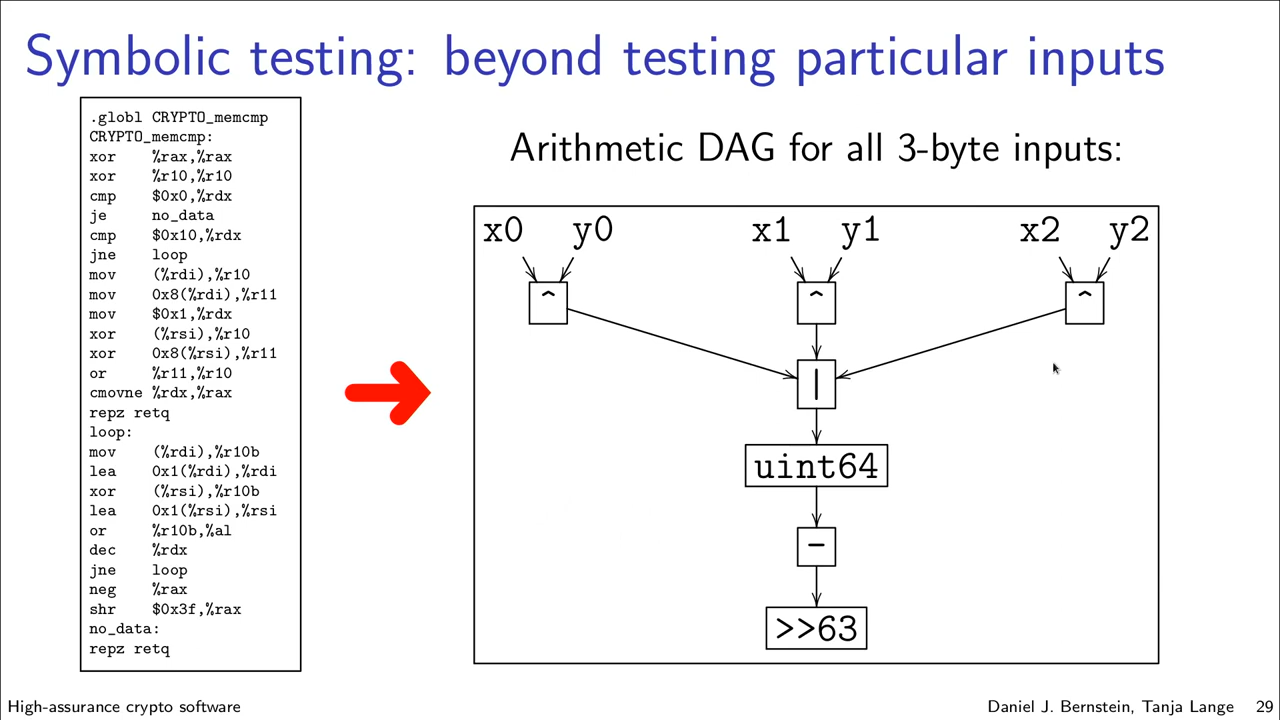 Symbolic testing: beyond testing particular inputs
.globl CRYPTO_memcmp
CRYPTO_memcmp:
xor %rax,%rax
xor %r10,%r10
cmp $0x0,%rdx
je no_data
cmp $0x10,%rdx
jne loop
mov (%rdi),%r10
mov 0x8(%rdi),%r11
mov $0x1,%rdx
xor (%rsi),%r10
xor 0x8(%rsi),%r11
or %r11,%r10
cmovne %rdx,%rax
repz retq
loop:
mov (%rdi),%r10b
lea 0x1(%rdi),%rdi
xor (%rsi),%r10b
lea 0x1(%rsi),%rsi
or %r10b,%al
dec %rdx
jne loop
neg %rax
shr $0x3f,%rax
no_data:
repz retq
Arithmetic DAG for all 3-byte inputs:
x0 y0 x1 y1 x2 y2
^ ^ ^
|
uint64
-
>>63
High-assurance crypto software
Daniel J. Bernstein, Tanja Lange 29